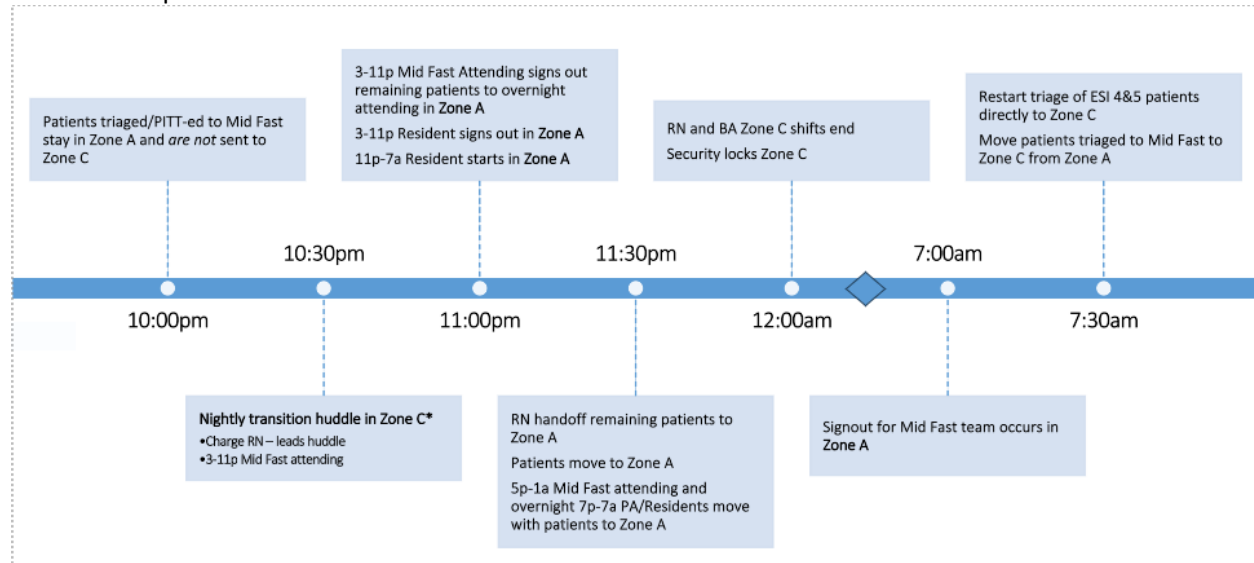 Patients triaged/PITT-ed to Mid Fast
stay in Zone A and are not sent to
Zone C
3-11p Mid Fast Attending signs out
remaining patients to overnight
attending in Zone A
3-11p Resident signs out in Zone A
11p-7a Resident starts in Zone A
RN and BA Zone C shifts end
Security locks Zone C
Restart triage of ESI 4&5 patients
directly to Zone C
Move patients triaged to Mid Fast to
Zone C from Zone A
10:30pm
11:30pm
7:00am
10:00pm
11:00pm
12:00am
7:30am
Nightly transition huddle in Zone C*
•Charge RN – leads huddle
•3-11p Mid Fast attending
RN handoff remaining patients to
Zone A
Patients move to Zone A
5p-1a Mid Fast attending and
overnight 7p-7a PA/Residents move
with patients to Zone A
Signout for Mid Fast team occurs in
Zone A